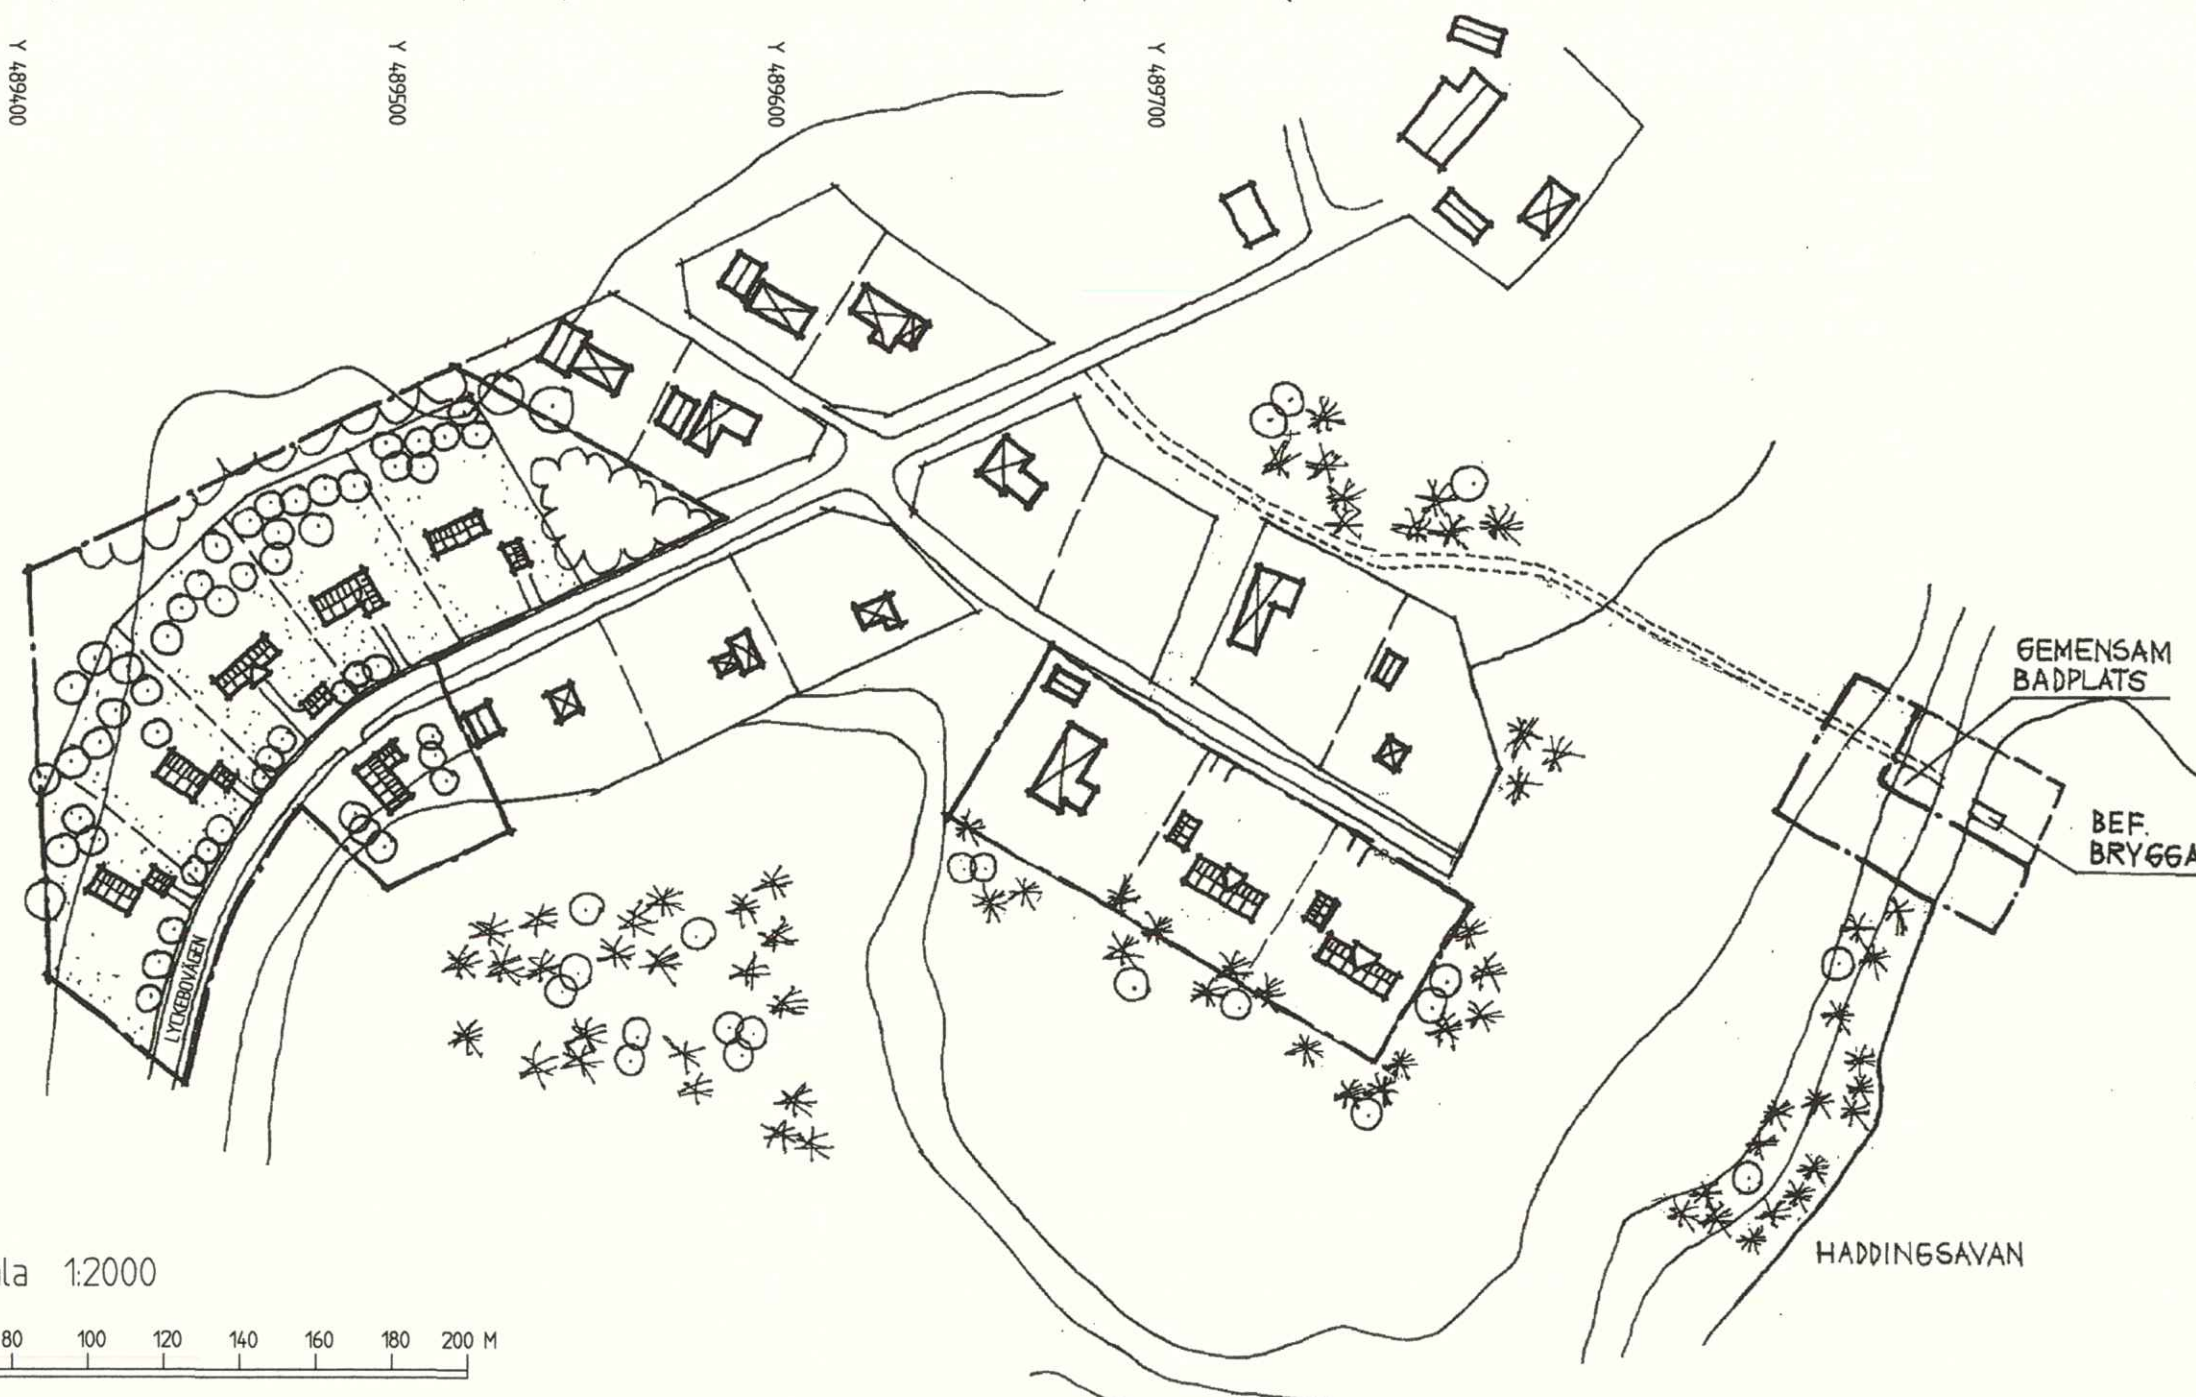 Y 489400
Y 489500
Y 489600
Y 489700
GEMENSAM
BADPLATS
BEF.
BRYGGA
LYCKEBOVÄGEN
HADDINGSAVAN
la 1:2000
80 100 120 140 160 180 200 M